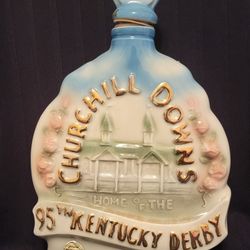 CHURCHILL DOWNS
HOME OF THE
95TH KENTUCKY DERBY